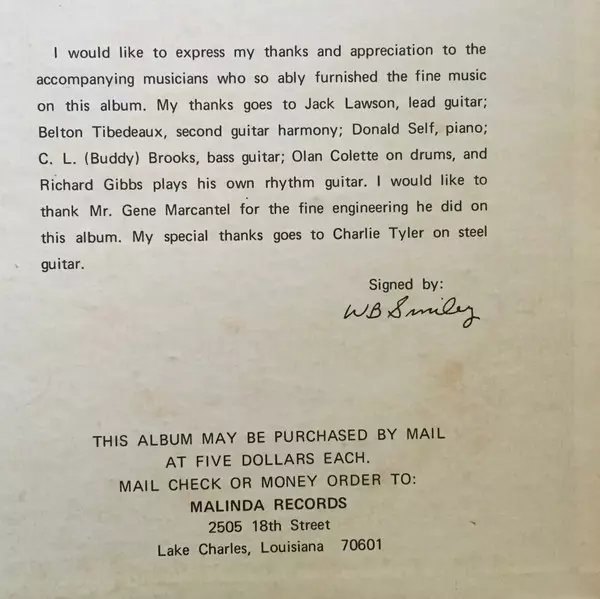 I would like to express my thanks and appreciation to the
accompanying musicians who so ably furnished the fine music
on this album. My thanks goes to Jack Lawson, lead guitar;
Belton Tibedeaux, second guitar harmony; Donald Self, piano;
C. L. (Buddy) Brooks, bass guitar; Olan Colette on drums, and
Richard Gibbs plays his own rhythm guitar. I would like to
thank Mr. Gene Marcantel for the fine engineering he did on
this album. My special thanks goes to Charlie Tyler on steel
guitar.
Signed by:
WB Smiley
THIS ALBUM MAY BE PURCHASED BY MAIL
AT FIVE DOLLARS EACH.
MAIL CHECK OR MONEY ORDER TO:
MALINDA RECORDS
2505 18th Street
Lake Charles, Louisiana 70601